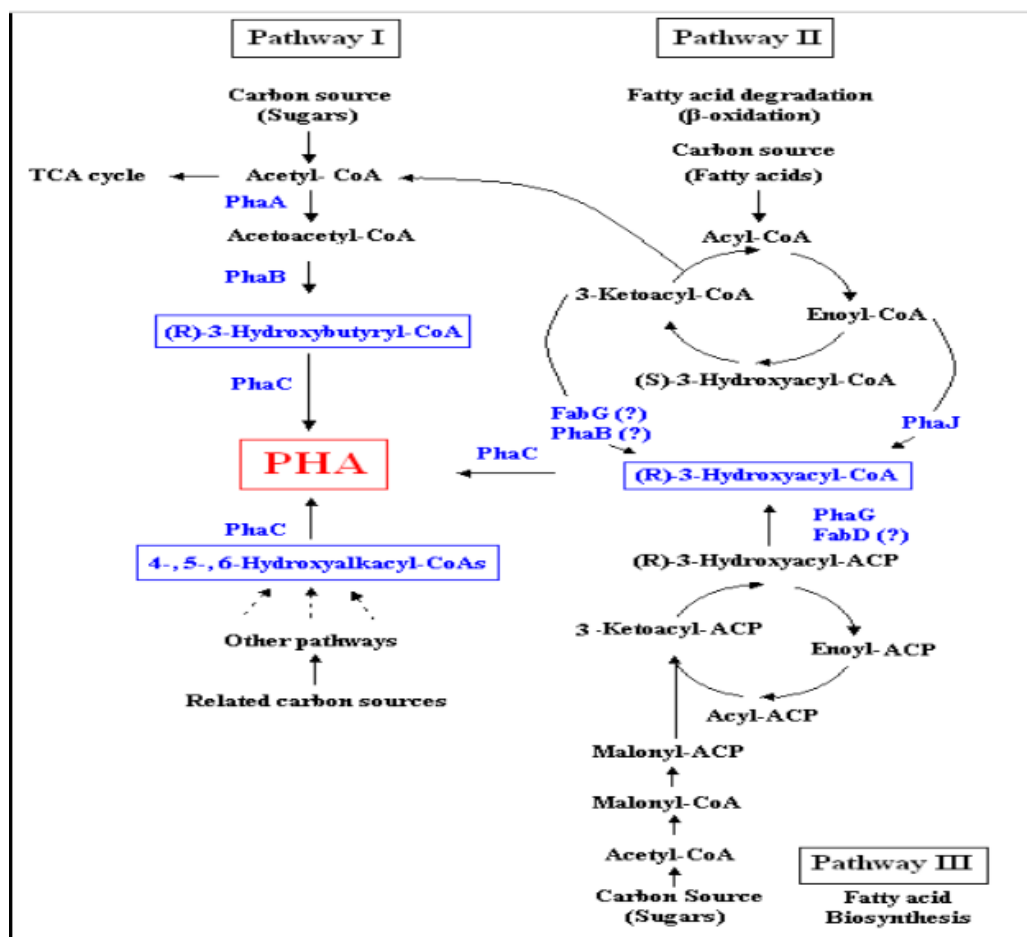 Pathway I
Carbon source
(Sugars)
TCA cycle
Acetyl- CoA
PhaA
Acetoacetyl-CoA
PhaB
(R)-3-Hydroxybutyryl-CoA
PhaC
PHA
PhaC
4-,5-,6-Hydroxyalkacyl-CoAs
Other pathways
Related carbon sources
Pathway II
Fatty acid degradation
(β-oxidation)
Carbon source
(Fatty acids)
Acyl-CoA
3-Ketoacyl-CoA
Enoyl-CoA
(S)-3-Hydroxyacyl-CoA
FabG (?)
PhaB (?)
PhaJ
PhaC
(R)-3-Hydroxyacyl-CoA
PhaG
FabD (?)
(R)-3-Hydroxyacyl-ACP
3 -Ketoacyl-ACP
Enoyl-ACP
Acyl-ACP
Malonyl-ACP
Malonyl-CoA
Acetyl-CoA
Carbon Source
(Sugars)
Pathway III
Fatty acid
Biosynthesis